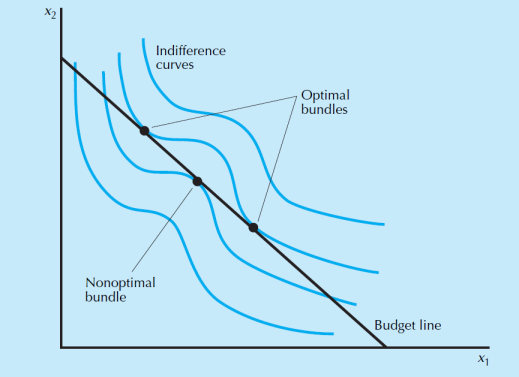 x2
Indifference
curves
Optimal
bundles
Nonoptimal
bundle
Budget line
x1